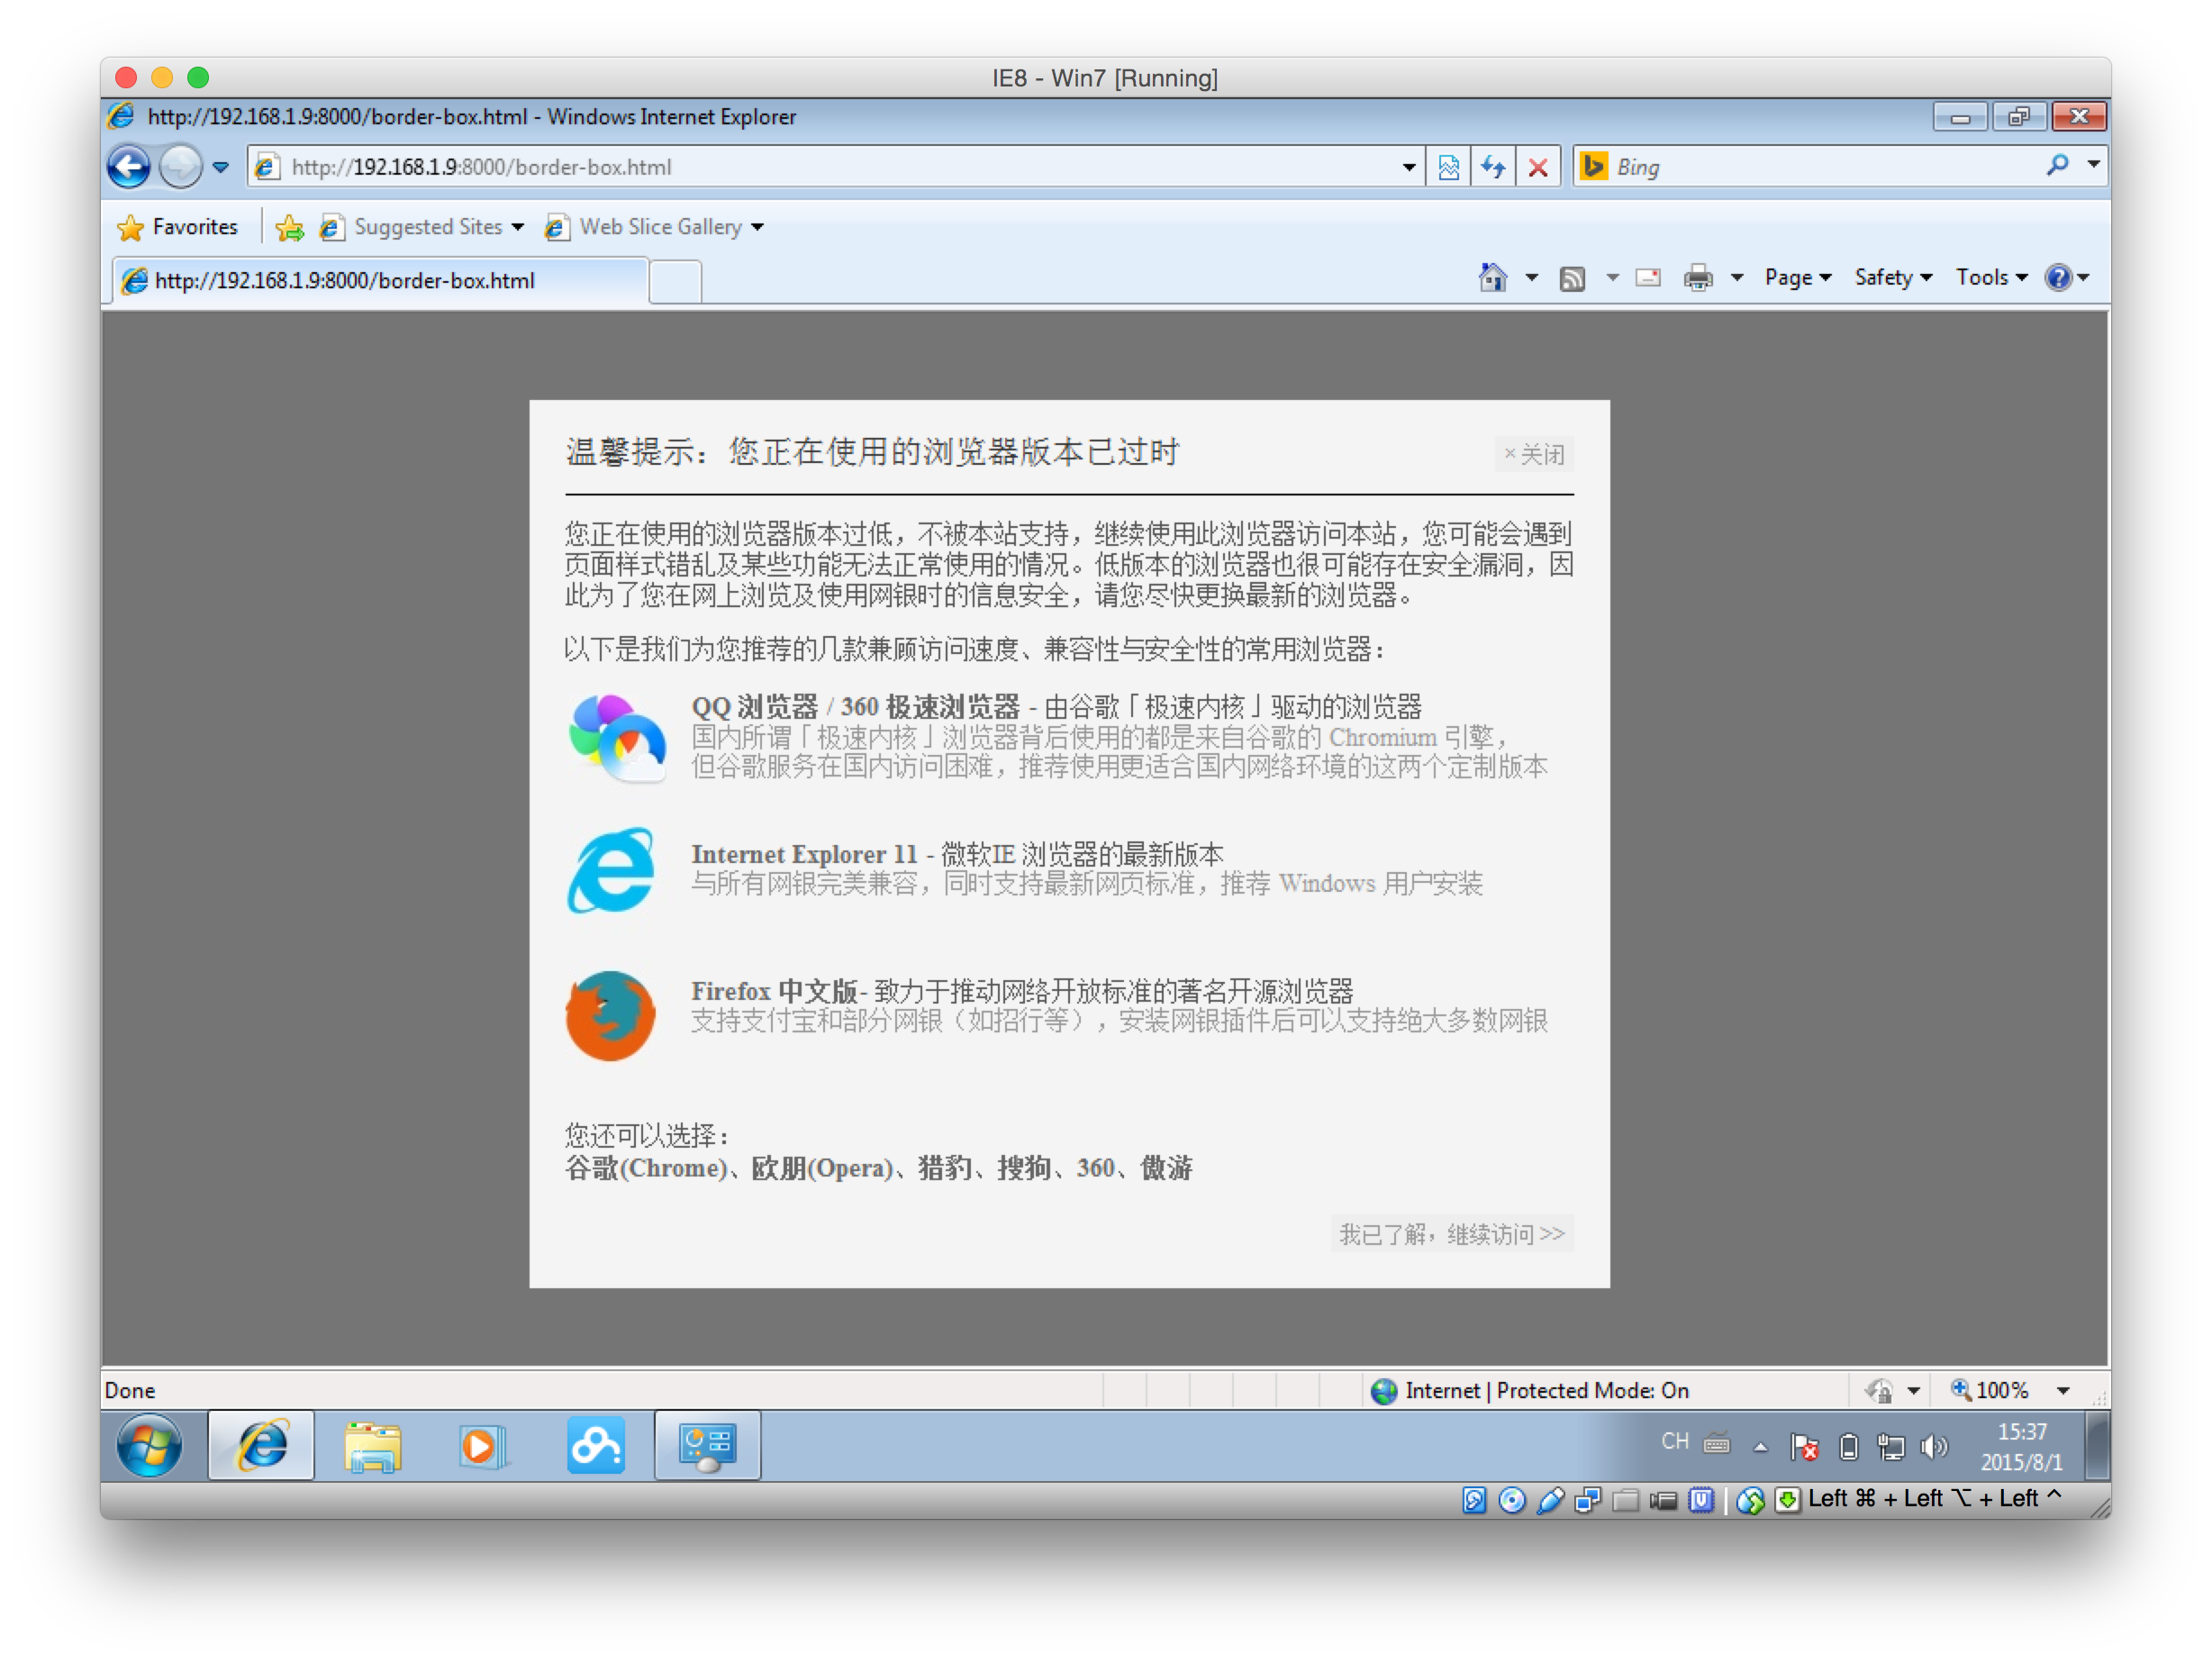 IE8 - Win7 [Running]
http://192.168.1.9:8000/border-box.html - Windows Internet Explorer
http://192.168.1.9:8000/border-box.html
Bing
Favorites
Suggested Sites
Web Slice Gallery
http://192.168.1.9:8000/border-box.html
Page
Safety
Tools
温馨提示：您正在使用的浏览器版本已过时
× 关闭
您正在使用的浏览器版本过低，不被本站支持，继续使用此浏览器访问本站，您可能会遇到
页面样式错乱及某些功能无法正常使用的情况。低版本的浏览器也很可能存在安全漏洞，因
此为了您在网上浏览及使用网银时的信息安全，请您尽快更换最新的浏览器。
以下是我们为您推荐的几款兼顾访问速度、兼容性与安全性的常用浏览器：
QQ 浏览器 / 360 极速浏览器 - 由谷歌「极速内核」驱动的浏览器
国内所谓「极速内核」浏览器背后使用的都是来自谷歌的 Chromium 引擎，
但谷歌服务在国内访问困难，推荐使用更适合国内网络环境的这两个定制版本
Internet Explorer 11 - 微软IE 浏览器的最新版本
与所有网银完美兼容，同时支持最新网页标准，推荐 Windows 用户安装
Firefox 中文版- 致力于推动网络开放标准的著名开源浏览器
支持支付宝和部分网银（如招行等），安装网银插件后可以支持绝大多数网银
您还可以选择：
谷歌(Chrome)、欧朋(Opera)、猎豹、搜狗、360、傲游
我已了解，继续访问 >>
Done
Internet | Protected Mode: On
100%
CH
15:37
2015/8/1
Left ⌘ + Left ⌥ + Left ^